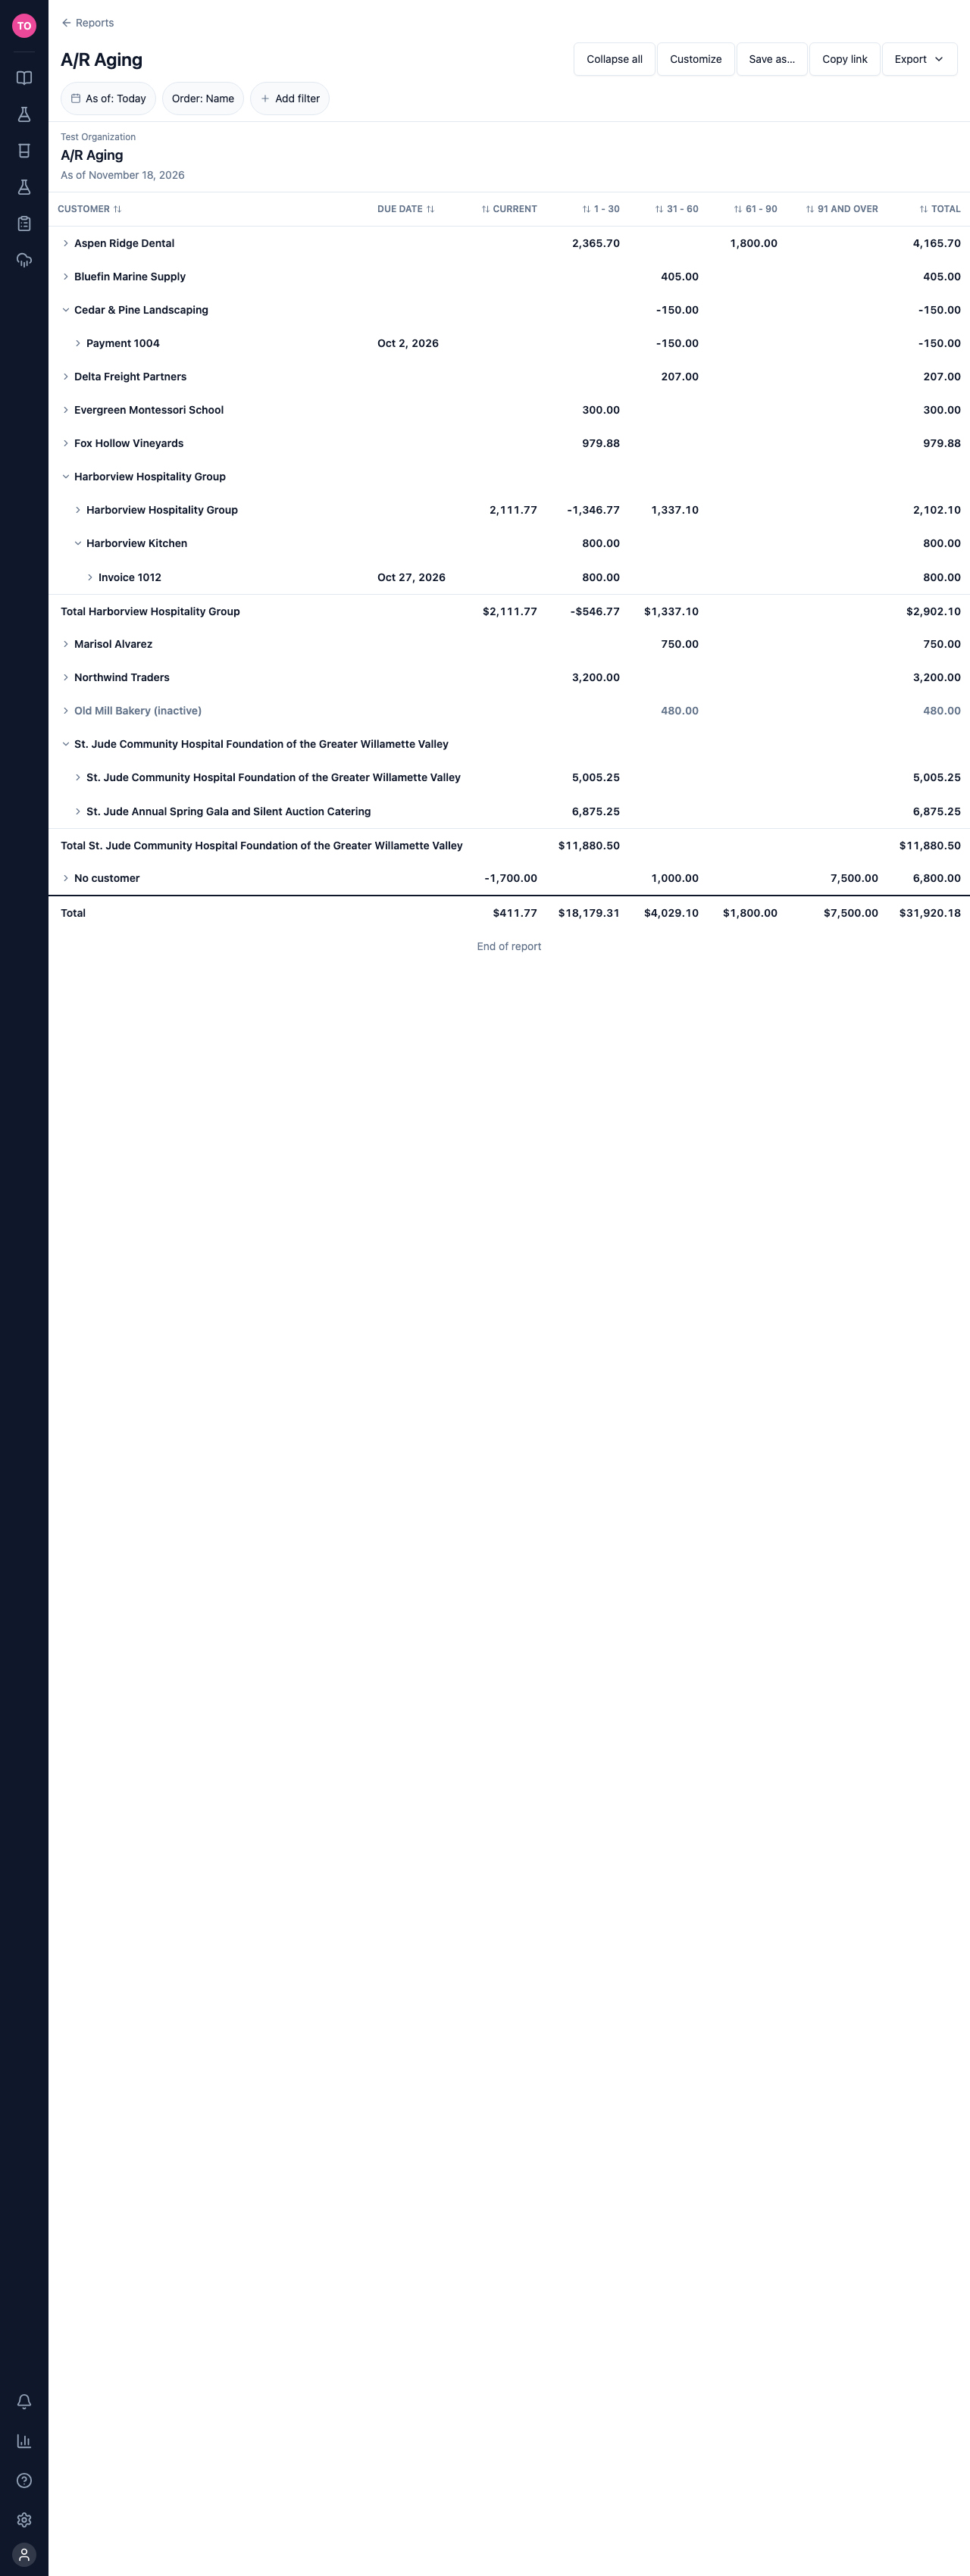 TO
Reports
A/R Aging
Collapse all Customize Save as... Copy link Export
As of: Today Order: Name Add filter
Test Organization
A/R Aging
As of November 18, 2026
CUSTOMER DUE DATE CURRENT 1 - 30 31 - 60 61 - 90 91 AND OVER TOTAL
Aspen Ridge Dental 2,365.70 1,800.00 4,165.70
Bluefin Marine Supply 405.00 405.00
Cedar & Pine Landscaping -150.00 -150.00
Payment 1004 Oct 2, 2026 -150.00 -150.00
Delta Freight Partners 207.00 207.00
Evergreen Montessori School 300.00 300.00
Fox Hollow Vineyards 979.88 979.88
Harborview Hospitality Group
Harborview Hospitality Group 2,111.77 -1,346.77 1,337.10 2,102.10
Harborview Kitchen 800.00 800.00
Invoice 1012 Oct 27, 2026 800.00 800.00
Total Harborview Hospitality Group $2,111.77 -$546.77 $1,337.10 $2,902.10
Marisol Alvarez 750.00 750.00
Northwind Traders 3,200.00 3,200.00
Old Mill Bakery (inactive) 480.00 480.00
St. Jude Community Hospital Foundation of the Greater Willamette Valley
St. Jude Community Hospital Foundation of the Greater Willamette Valley 5,005.25 5,005.25
St. Jude Annual Spring Gala and Silent Auction Catering 6,875.25 6,875.25
Total St. Jude Community Hospital Foundation of the Greater Willamette Valley $11,880.50 $11,880.50
No customer -1,700.00 1,000.00 7,500.00 6,800.00
Total $411.77 $18,179.31 $4,029.10 $1,800.00 $7,500.00 $31,920.18
End of report